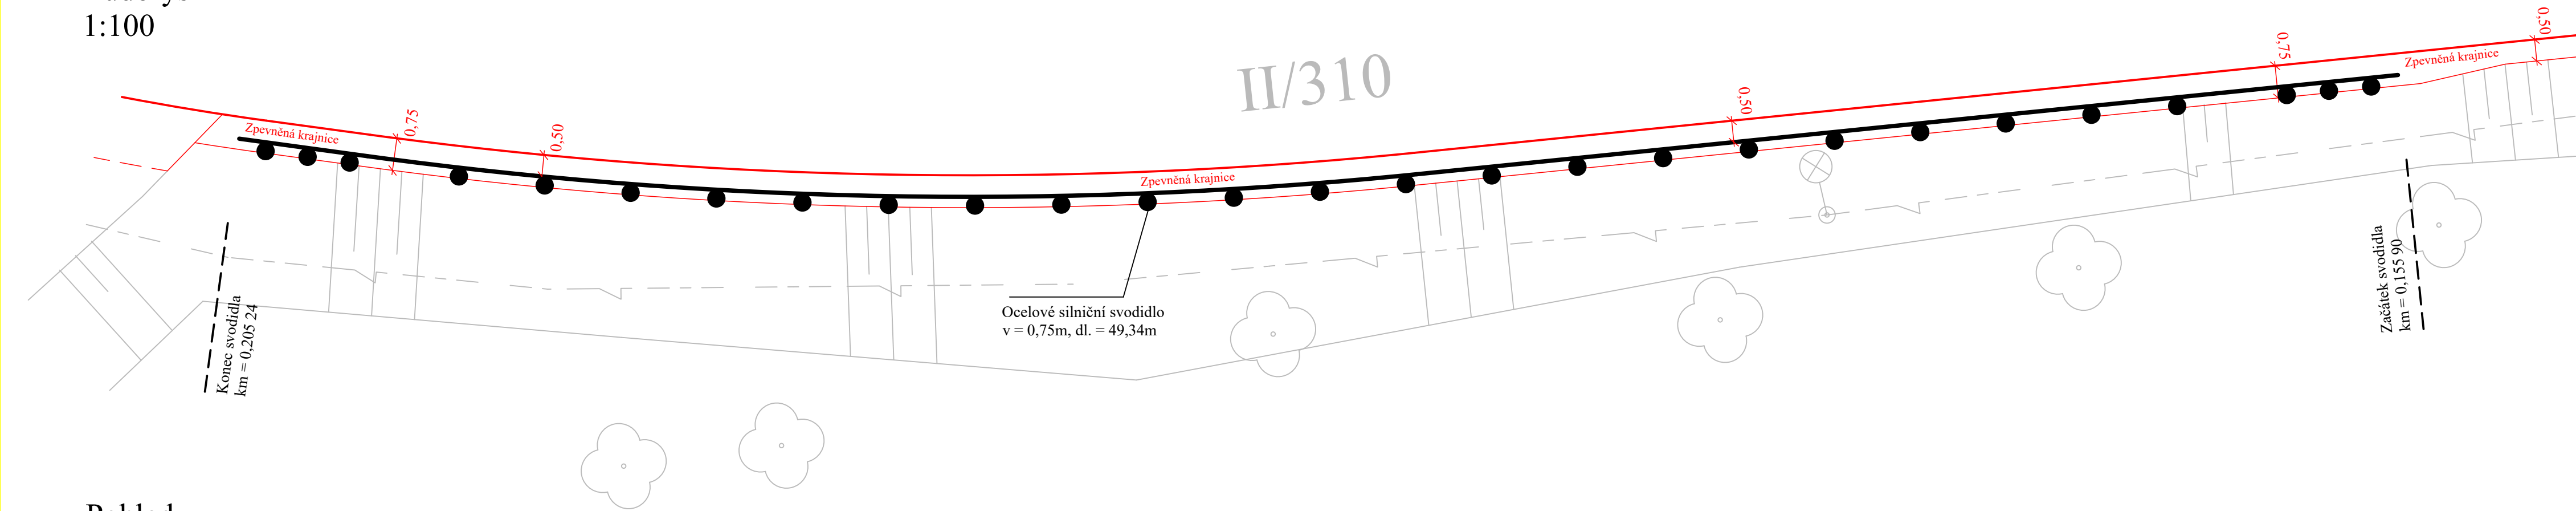 1:100
II/310
0,50
0,75
Zpevněná krajnice
0,50
0,75
0,50
Zpevněná krajnice
Zpevněná krajnice
Ocelové silniční svodidlo
v = 0,75m, dl. = 49,34m
Konec svodidla
km = 0,205 24
Začátek svodidla
km = 0,155 90